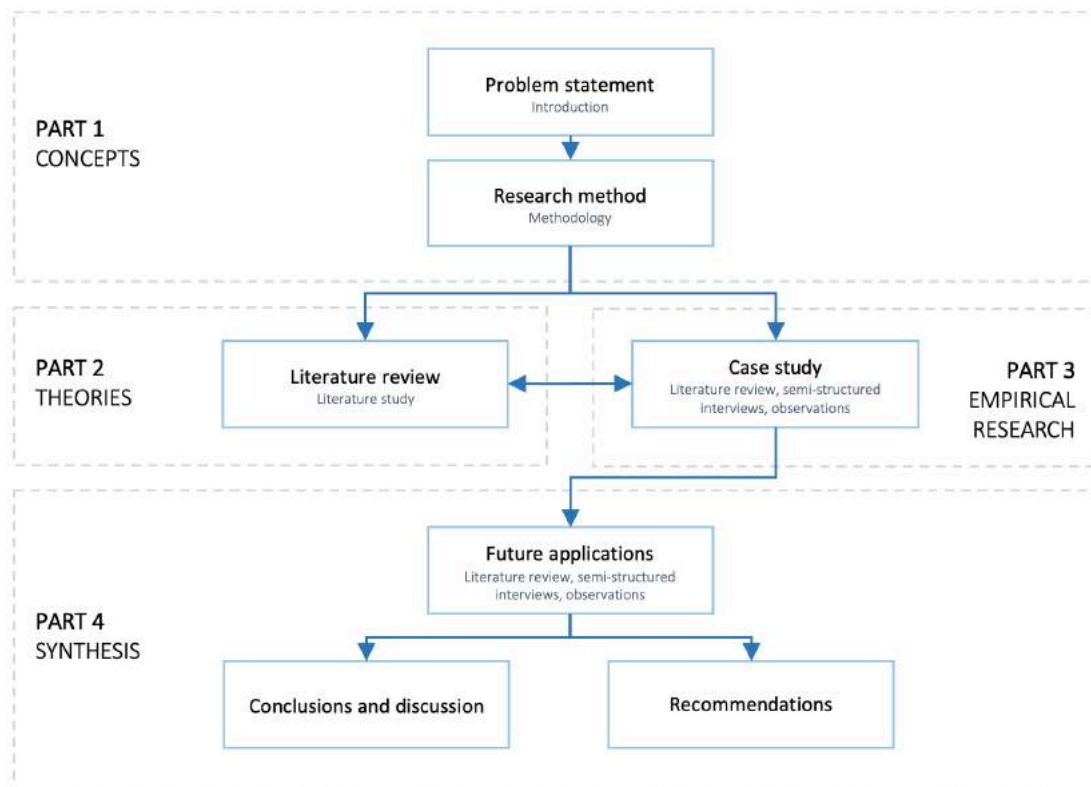 Problem statement
Introduction
PART 1
CONCEPTS
Research method
Methodology
PART 2
THEORIES
Literature review
Literature study
Case study
Literature review, semi-structured
interviews, observations
PART 3
EMPIRICAL
RESEARCH
Future applications
Literature review, semi-structured
interviews, observations
PART 4
SYNTHESIS
Conclusions and discussion
Recommendations